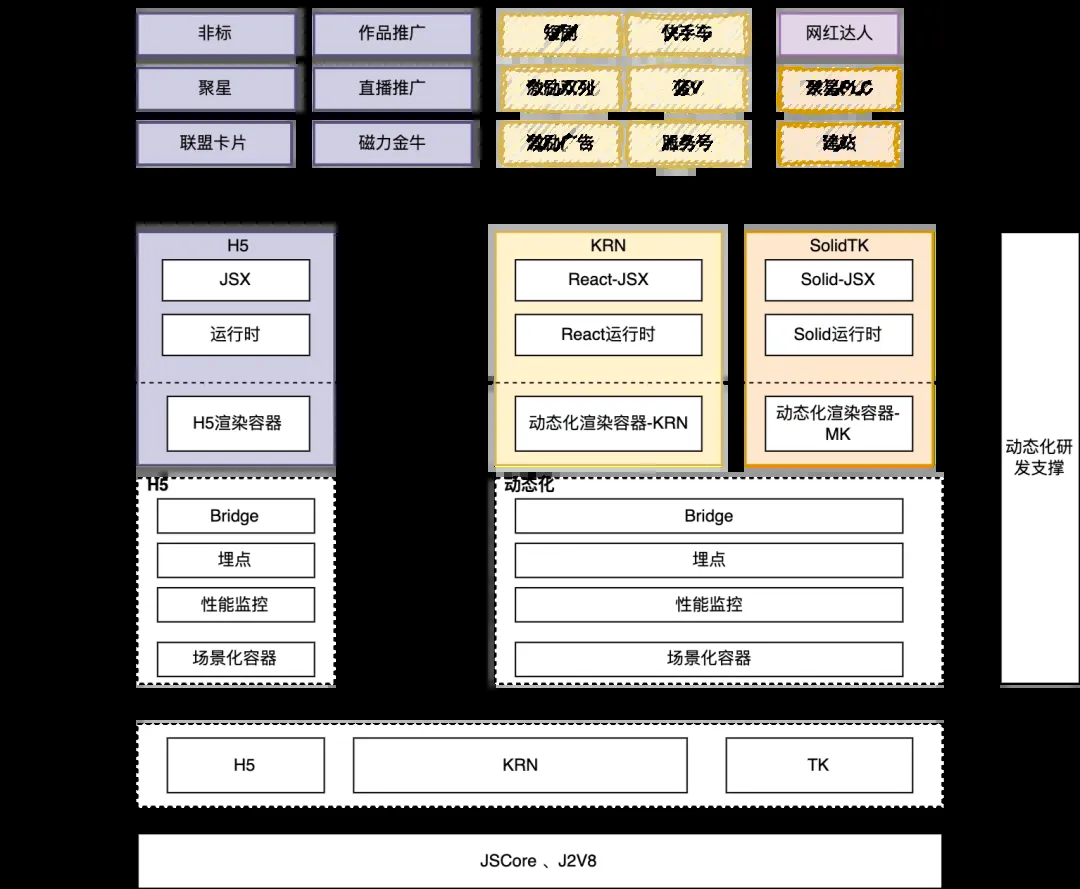 非标
作品推广
快手车
网红达人
聚星
直播推广
激励双列
蓝V
聚星PLC
联盟卡片
磁力金牛
激励广告
服务号
建站
H5
KRN
SolidTK
JSX
React-JSX
Solid-JSX
运行时
React运行时
Solid运行时
H5渲染容器
动态化渲染容器-KRN
动态化渲染容器-
MK
动态化研
发支撑
H5
动态化
Bridge
Bridge
埋点
埋点
性能监控
性能监控
场景化容器
场景化容器
H5
KRN
TK
JSCore 、J2V8